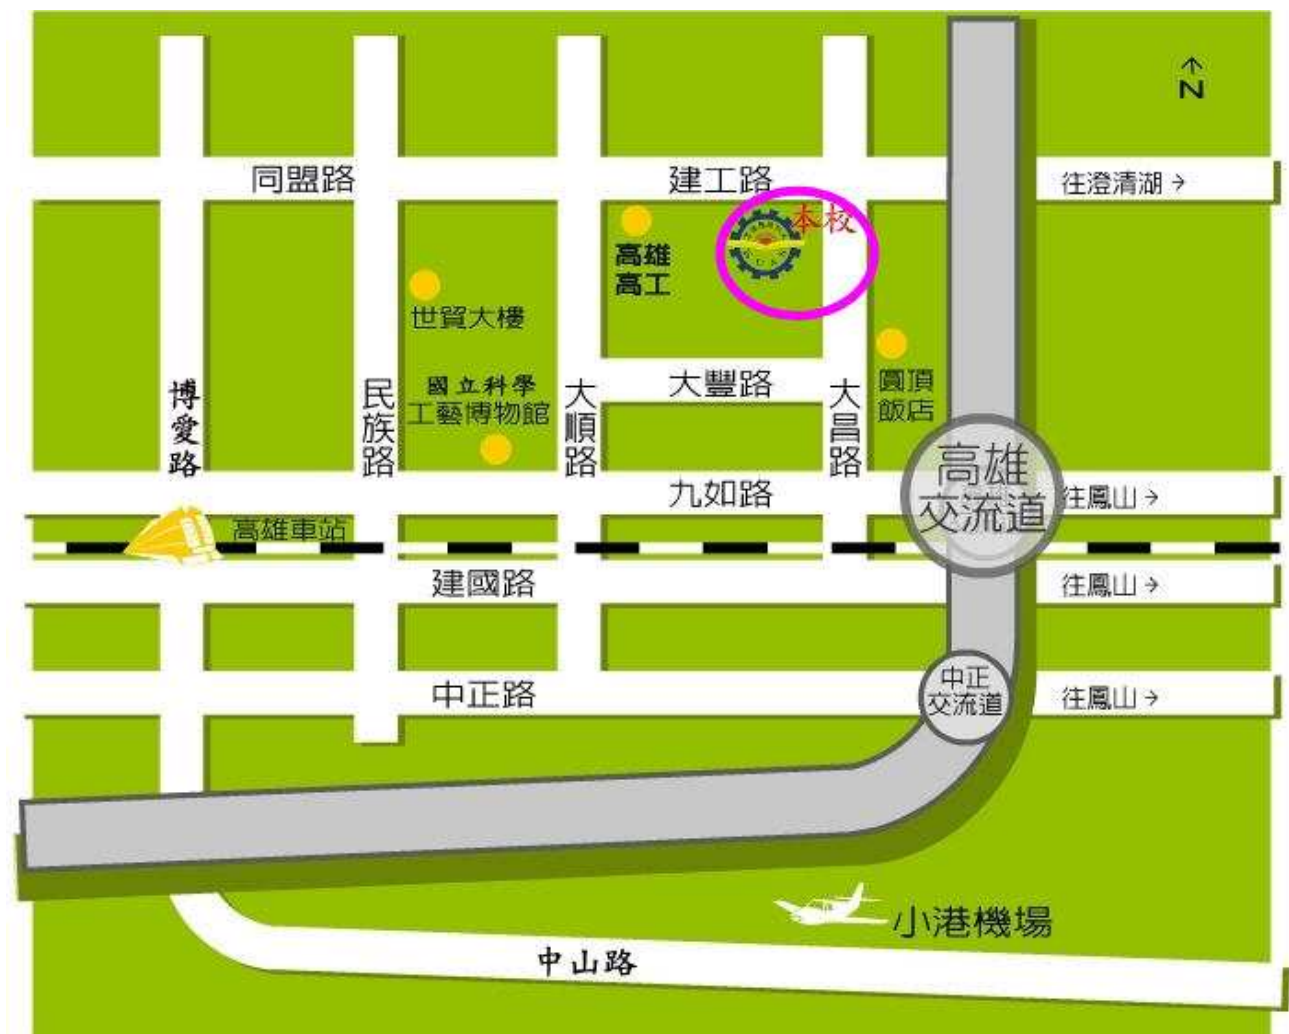 ↑
N
同盟路
建工路
往澄清湖→
本校
高雄
高工
世貿大樓
國立科學
工藝博物館
大豐路
圓頂
飯店
博愛路
民族路
大順路
大昌路
高雄
交流道
九如路
往鳳山→
高雄車站
建國路
往鳳山→
中正路
中正
交流道
往鳳山→
小港機場
中山路